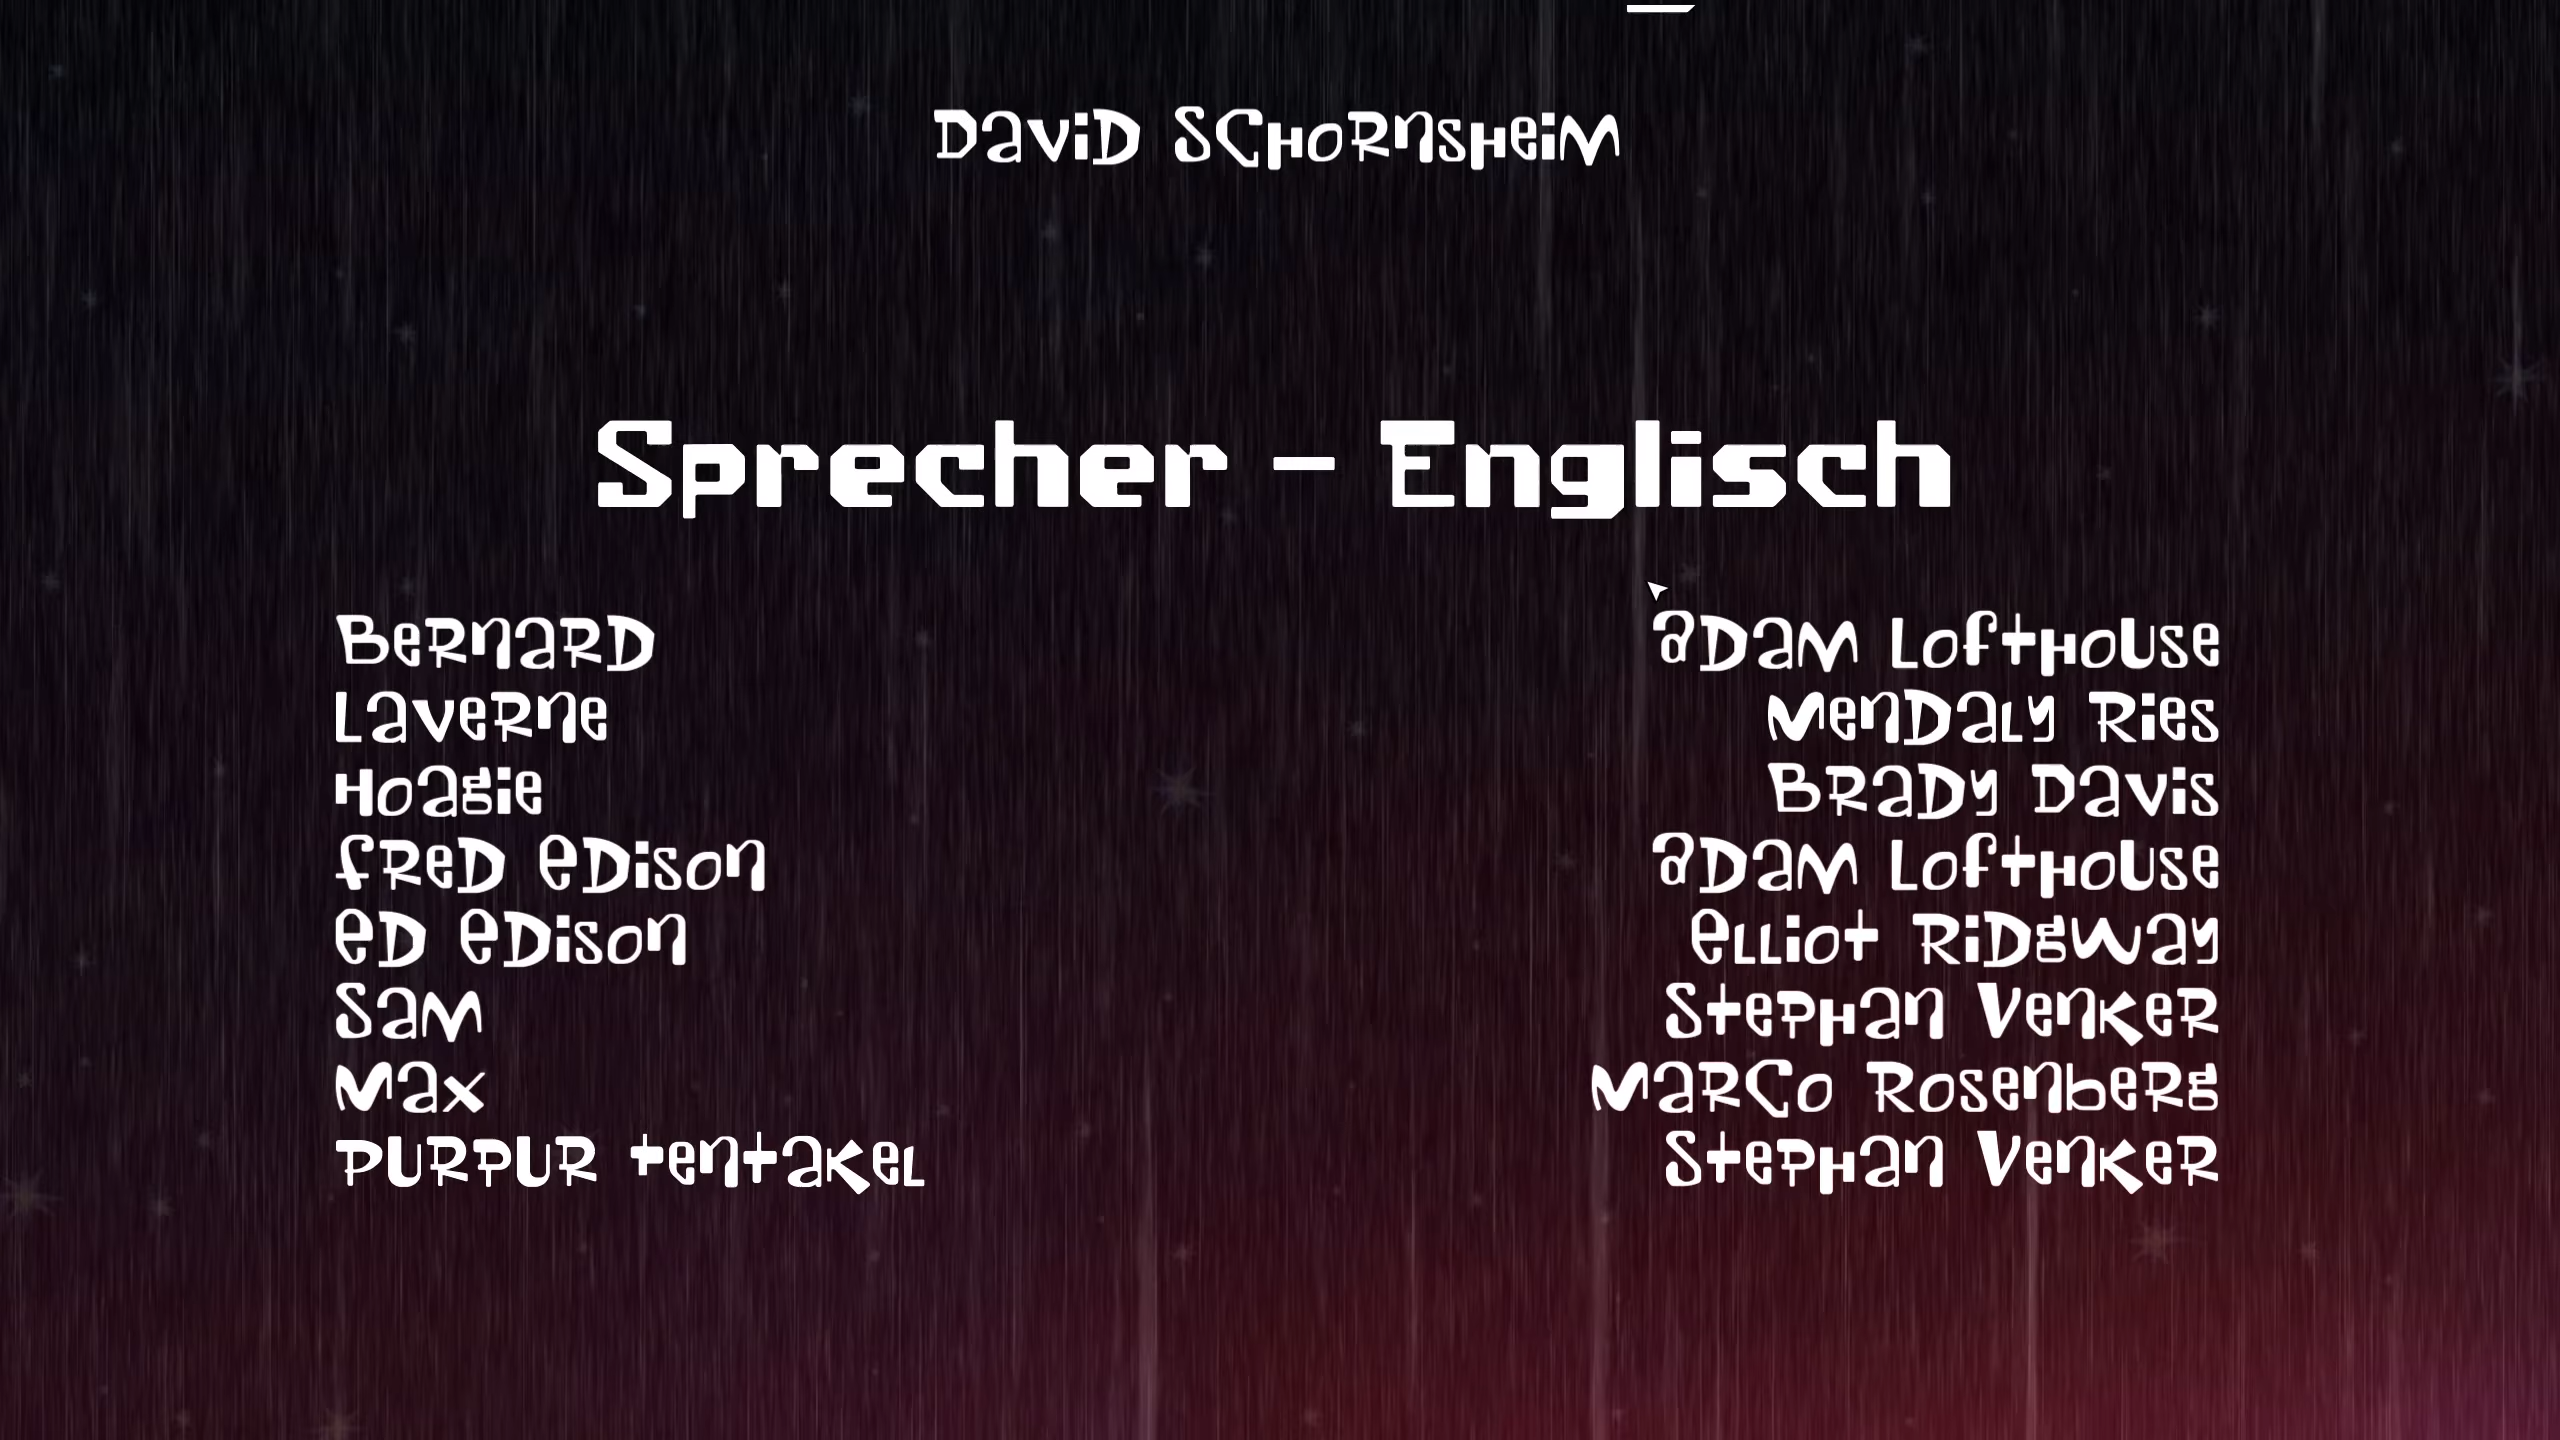 David Schornsheim
Sprecher - Englisch
Bernard Adam Lofthouse
Laverne Mendaly Ries
Hoagie Brady Davis
Fred Edison Adam Lofthouse
Ed Edison Elliot Ridgway
Sam Stephan Venker
Max Marco Rosenberg
Purpur Tentakel Stephan Venker